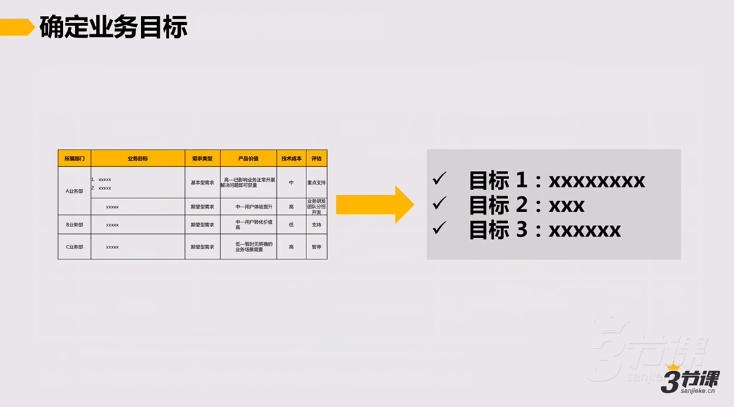 确定业务目标
所属部门 业务目标 需求类型 产品价值 技术成本 评估
A业务部
1. xxxxx
2. xxxxx
基本型需求
高—已影响业务正常开展
解决问题即可获量
中
重点支持
xxxxx
期望型需求
中—用户体验提升
高
业务研发
团队分担
开发
B业务部
xxxxx
期望型需求
中—用户转化价值
高
低
支持
C业务部
xxxxx
期望型需求
低—暂时无明确的
业务场景需要
高
暂停
✓ 目标 1:xxxxxxxx
✓ 目标 2:xxx
✓ 目标 3:xxxxxx
3节课
sanjieke.cn
3节课
sanjieke.cn